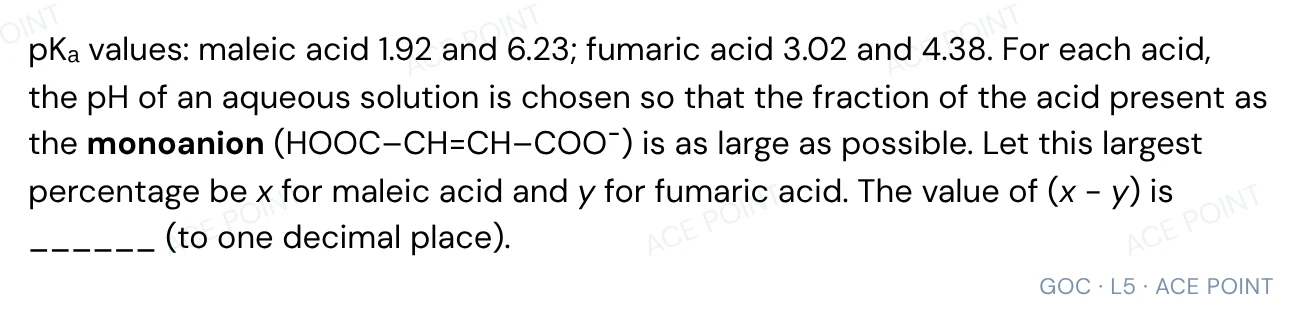 pKₐ values: maleic acid 1.92 and 6.23; fumaric acid 3.02 and 4.38. For each acid,
the pH of an aqueous solution is chosen so that the fraction of the acid present as
the monoanion (HOOC–CH=CH–COO⁻) is as large as possible. Let this largest
percentage be x for maleic acid and y for fumaric acid. The value of (x − y) is
______ (to one decimal place).
GOC · L5 · ACE POINT